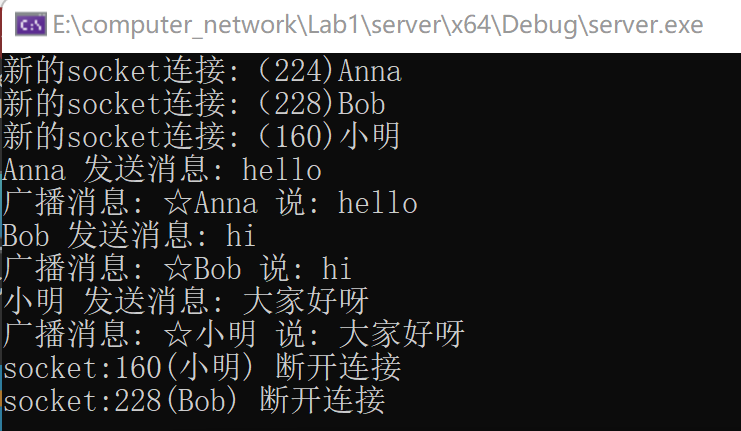 E:\computer_network\Lab1\server\x64\Debug\server.exe
新的socket连接:（224)Anna
新的socket连接:（228)Bob
新的socket连接:（160)小明
Anna 发送消息: hello
广播消息: ☆Anna 说: hello
Bob 发送消息: hi
广播消息: ☆Bob 说: hi
小明 发送消息: 大家好呀
广播消息: ☆小明 说: 大家好呀
socket:160(小明) 断开连接
socket:228(Bob) 断开连接